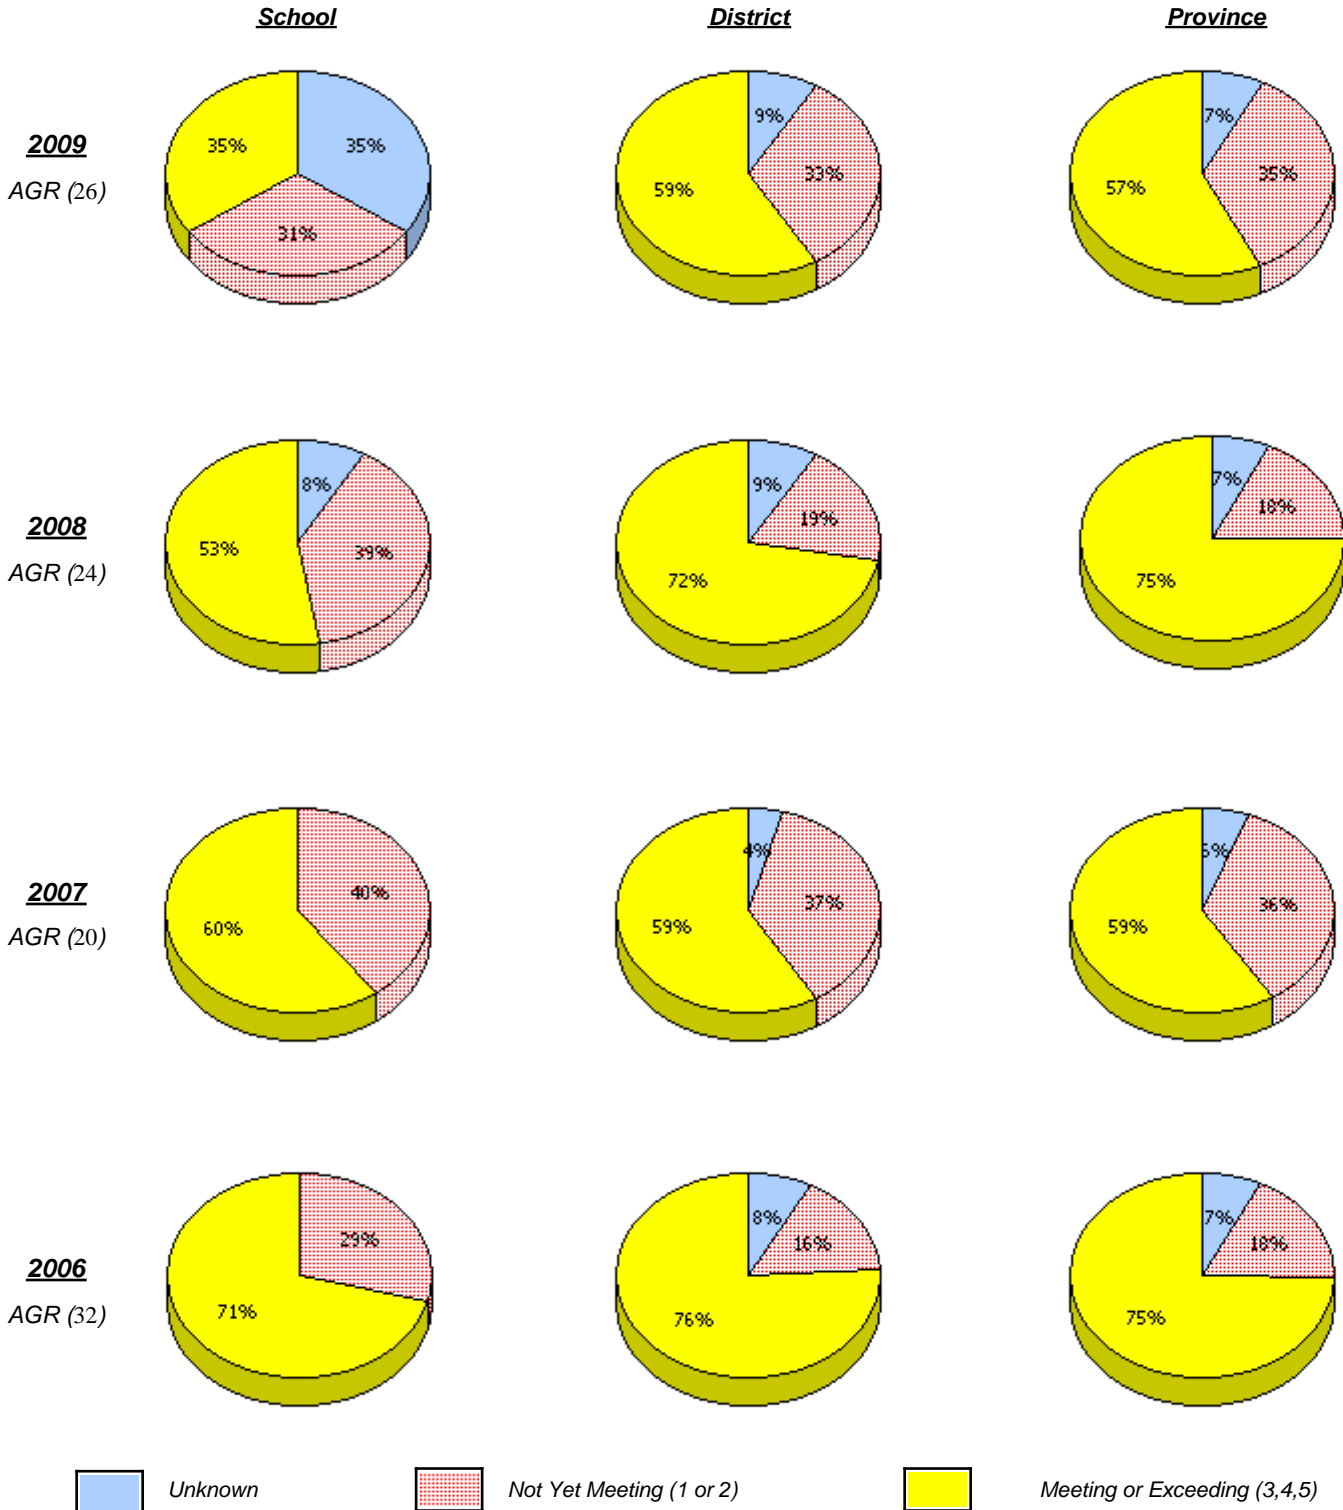 School District Province
2009
AGR (26)
35% 35% 31%
9% 33% 59%
7% 35% 57%
2008
AGR (24)
8% 39% 53%
9% 19% 72%
7% 18% 75%
2007
AGR (20)
40% 60%
4% 37% 59%
36% 59%
2006
AGR (32)
29% 71%
8% 16% 76%
7% 18% 75%
Unknown Not Yet Meeting (1 or 2) Meeting or Exceeding (3,4,5)